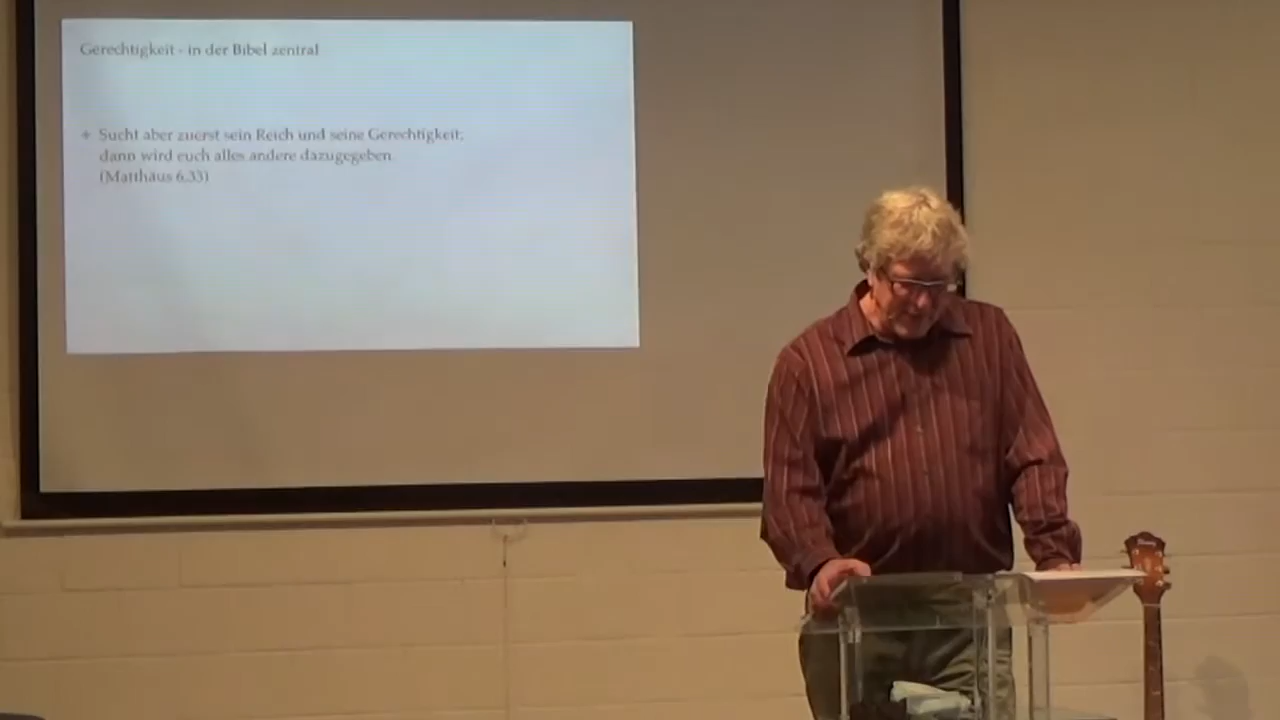 Gerechtigkeit - in der Bibel zentral
Sucht aber zuerst sein Reich und seine Gerechtigkeit;
dann wird euch alles andere dazugegeben.
(Matthäus 6,33)